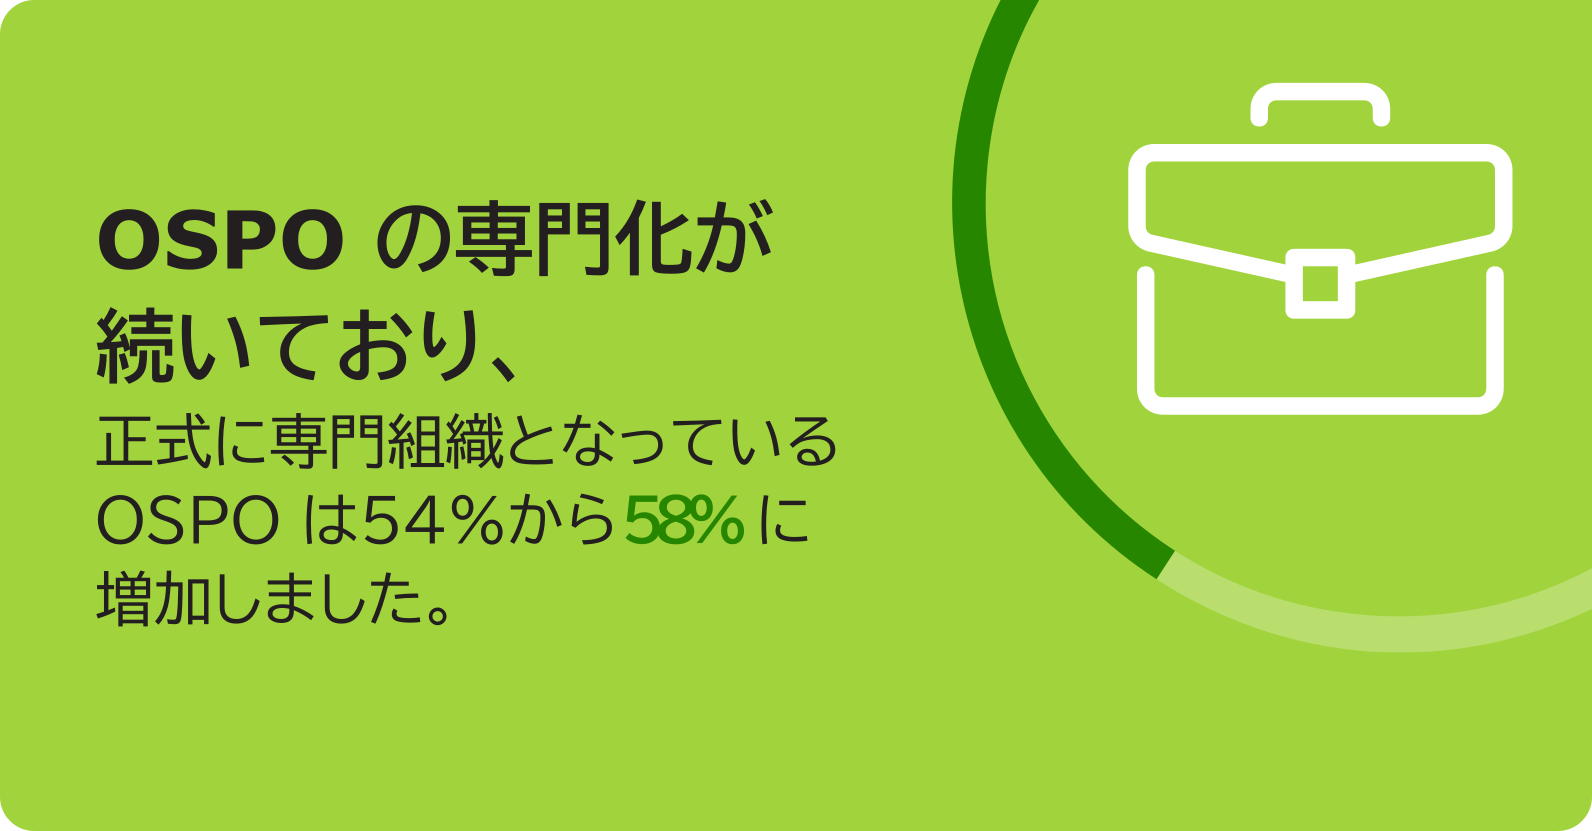 OSPO の専門化が
続いており、
正式に専門組織となっている
OSPO は54%から58%に
増加しました。